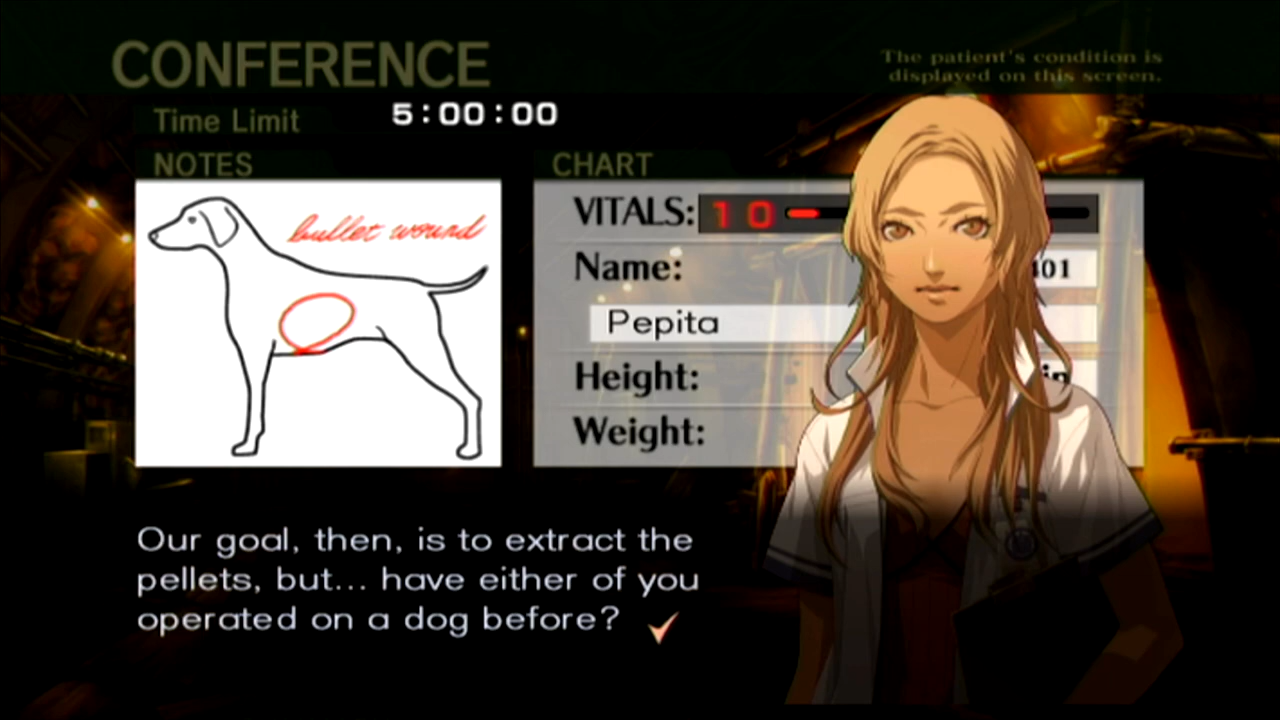 CONFERENCE
The patient's condition is
displayed on this screen.
Time Limit 5:00:00
NOTES
CHART
bullet wound
VITALS: 10
Name:
Pepita
Height:
Weight:
Our goal, then, is to extract the
pellets, but... have either of you
operated on a dog before?